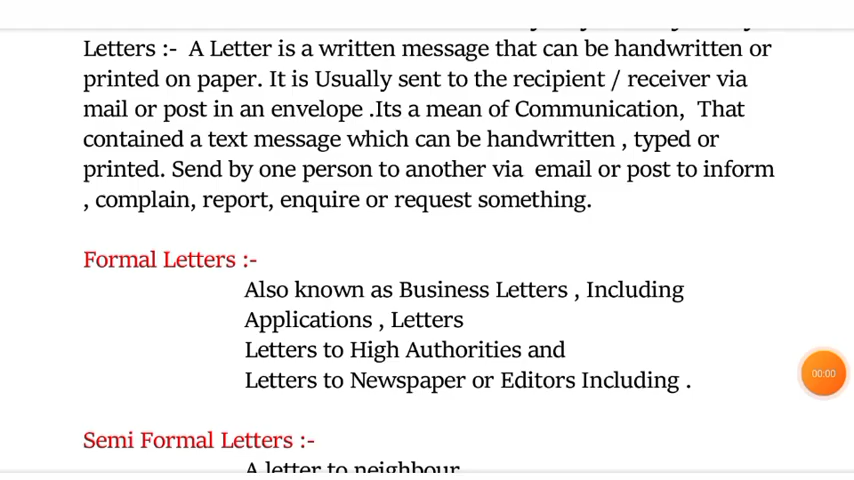 Letters :- A Letter is a written message that can be handwritten or
printed on paper. It is Usually sent to the recipient / receiver via
mail or post in an envelope .Its a mean of Communication, That
contained a text message which can be handwritten , typed or
printed. Send by one person to another via email or post to inform
, complain, report, enquire or request something.
Formal Letters :-
Also known as Business Letters , Including
Applications , Letters
Letters to High Authorities and
Letters to Newspaper or Editors Including .
00:00
Semi Formal Letters :-
A letter to neighbour